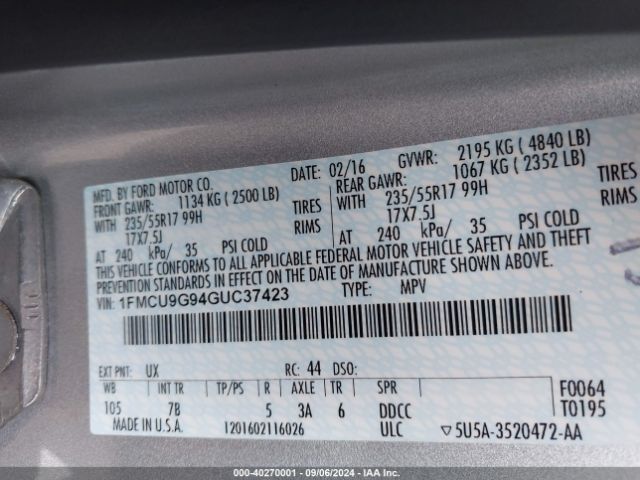 MFD. BY FORD MOTOR CO.
DATE: 02/16 GVWR: 2195 KG ( 4840 LB)
FRONT GAWR: 1134 KG ( 2500 LB) REAR GAWR: 1067 KG ( 2352 LB)
WITH 235/55R17 99H TIRES WITH 235/55R17 99H TIRES
17X7.5J RIMS 17X7.5J RIMS
AT 240 kPa/ 35 PSI COLD AT 240 kPa/ 35 PSI COLD
THIS VEHICLE CONFORMS TO ALL APPLICABLE FEDERAL MOTOR VEHICLE SAFETY AND THEFT
PREVENTION STANDARDS IN EFFECT ON THE DATE OF MANUFACTURE SHOWN ABOVE.
VIN: 1FMCU9G94GUC37423 TYPE: MPV
EXT PNT: UX RC: 44 DSO:
WB INT TR TP/PS R AXLE TR SPR F0064
105 7B 5 3A 6 DDCC T0195
MADE IN U.S.A. 1201602116026 ULC ▽5U5A-3520472-AA
000-40270001 - 09/06/2024 - IAA Inc.